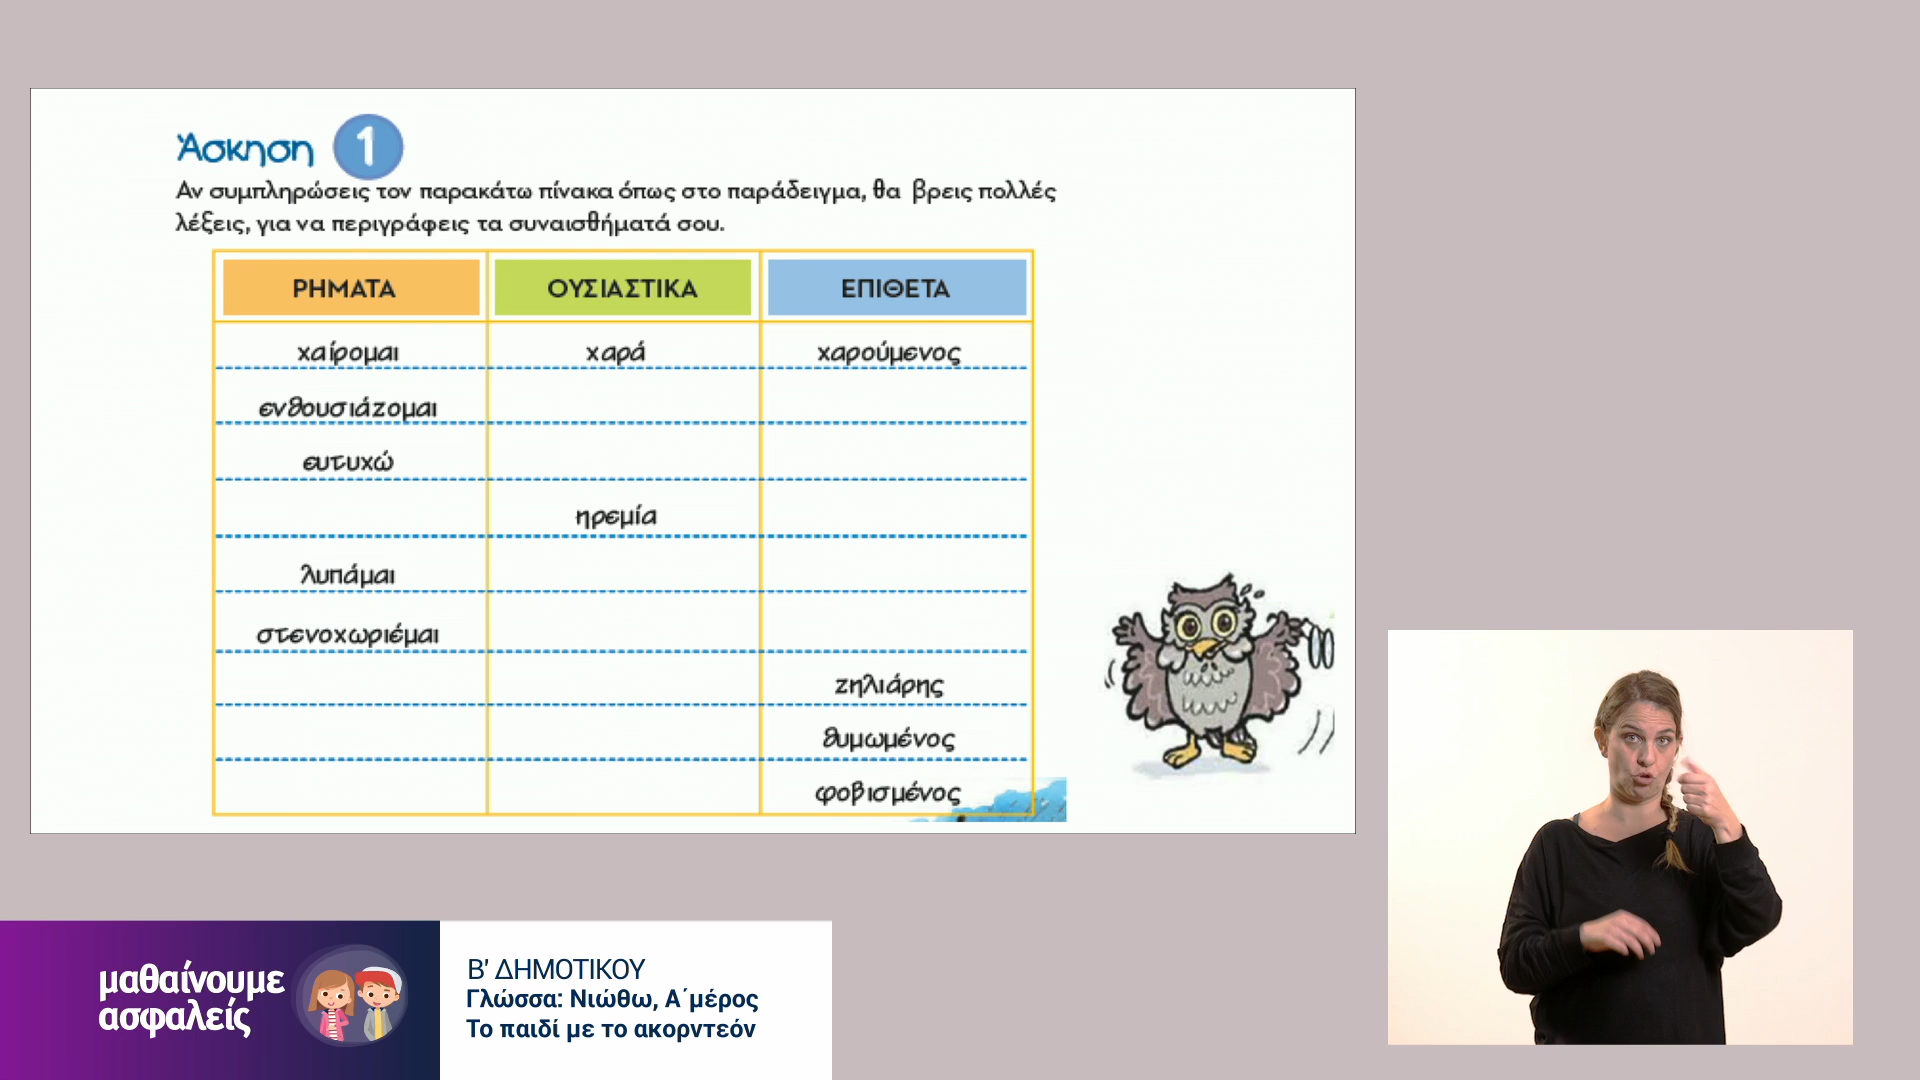 Άσκηση 1
Αν συμπληρώσεις τον παρακάτω πίνακα όπως στο παράδειγμα, θα βρεις πολλές
λέξεις, για να περιγράφεις τα συναισθήματά σου.
ΡΗΜΑΤΑ ΟΥΣΙΑΣΤΙΚΑ ΕΠΙΘΕΤΑ
χαίρομαι χαρά χαρούμενος
ενθουσιάζομαι
ευτυχώ
ηρεμία
λυπάμαι
στενοχωριέμαι
ζηλιάρης
θυμωμένος
φοβισμένος
μαθαίνουμε
ασφαλείς
Β' ΔΗΜΟΤΙΚΟΥ
Γλώσσα: Νιώθω, Α΄μέρος
Το παιδί με το ακορντεόν